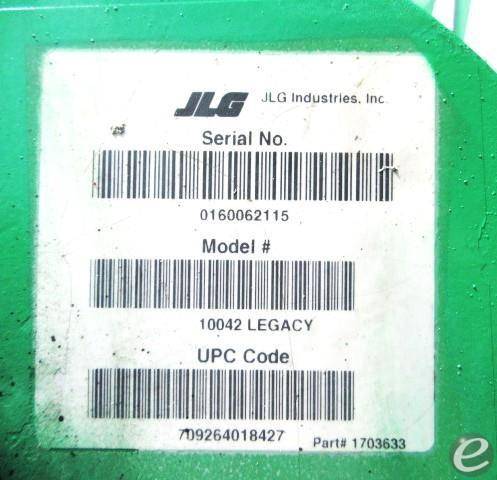 JLG JLG Industries, Inc.
Serial No.
0160062115
Model #
10042 LEGACY
UPC Code
709264018427
Part# 1703633
e